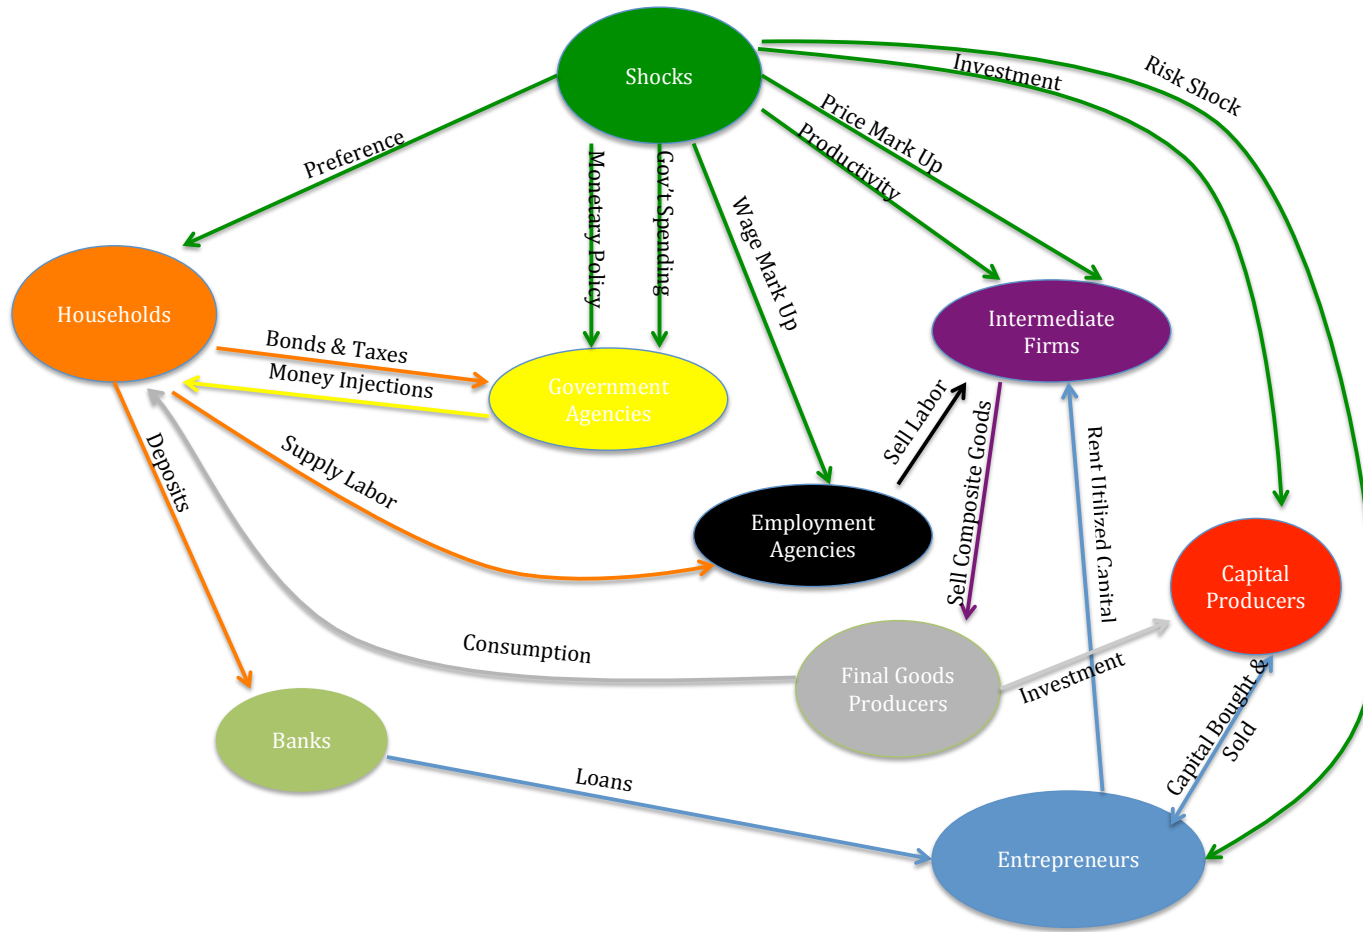 Shocks
Investment
Risk Shock
Price Mark Up
Productivity
Preference
Monetary Policy
Gov't Spending
Wage Mark Up
Households
Intermediate
Firms
Bonds & Taxes
Money Injections
Government
Agencies
Deposits
Supply Labor
Sell Labor
Sell Composite Goods
Rent Utilized Capital
Employment
Agencies
Capital
Producers
Consumption
Final Goods
Producers
Investment
Capital Bought &
Sold
Banks
Loans
Entrepreneurs